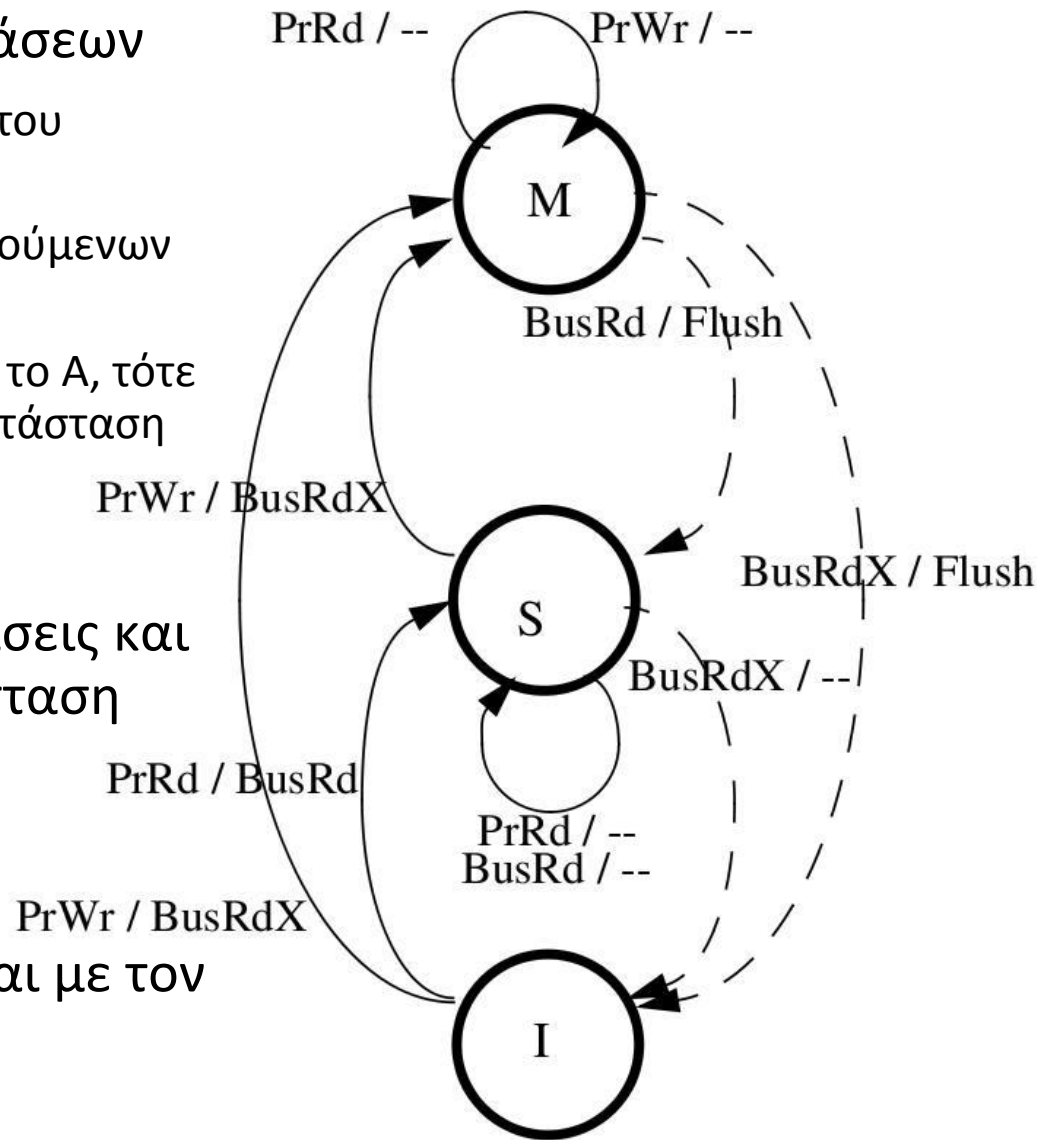 άσεων
του
ούμενων
το Α, τότε
τάσταση
σεις και
σταση
αι με τον
PrRd / --
PrWr / --
M
BusRd / Flush
PrWr / BusRdX
BusRdX / Flush
S
BusRdX / --
PrRd / BusRd
PrRd / --
BusRd / --
PrWr / BusRdX
I